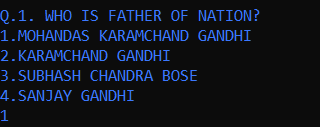 Q.1. WHO IS FATHER OF NATION?
1.MOHANDAS KARAMCHAND GANDHI
2.KARAMCHAND GANDHI
3.SUBHASH CHANDRA BOSE
4.SANJAY GANDHI
1